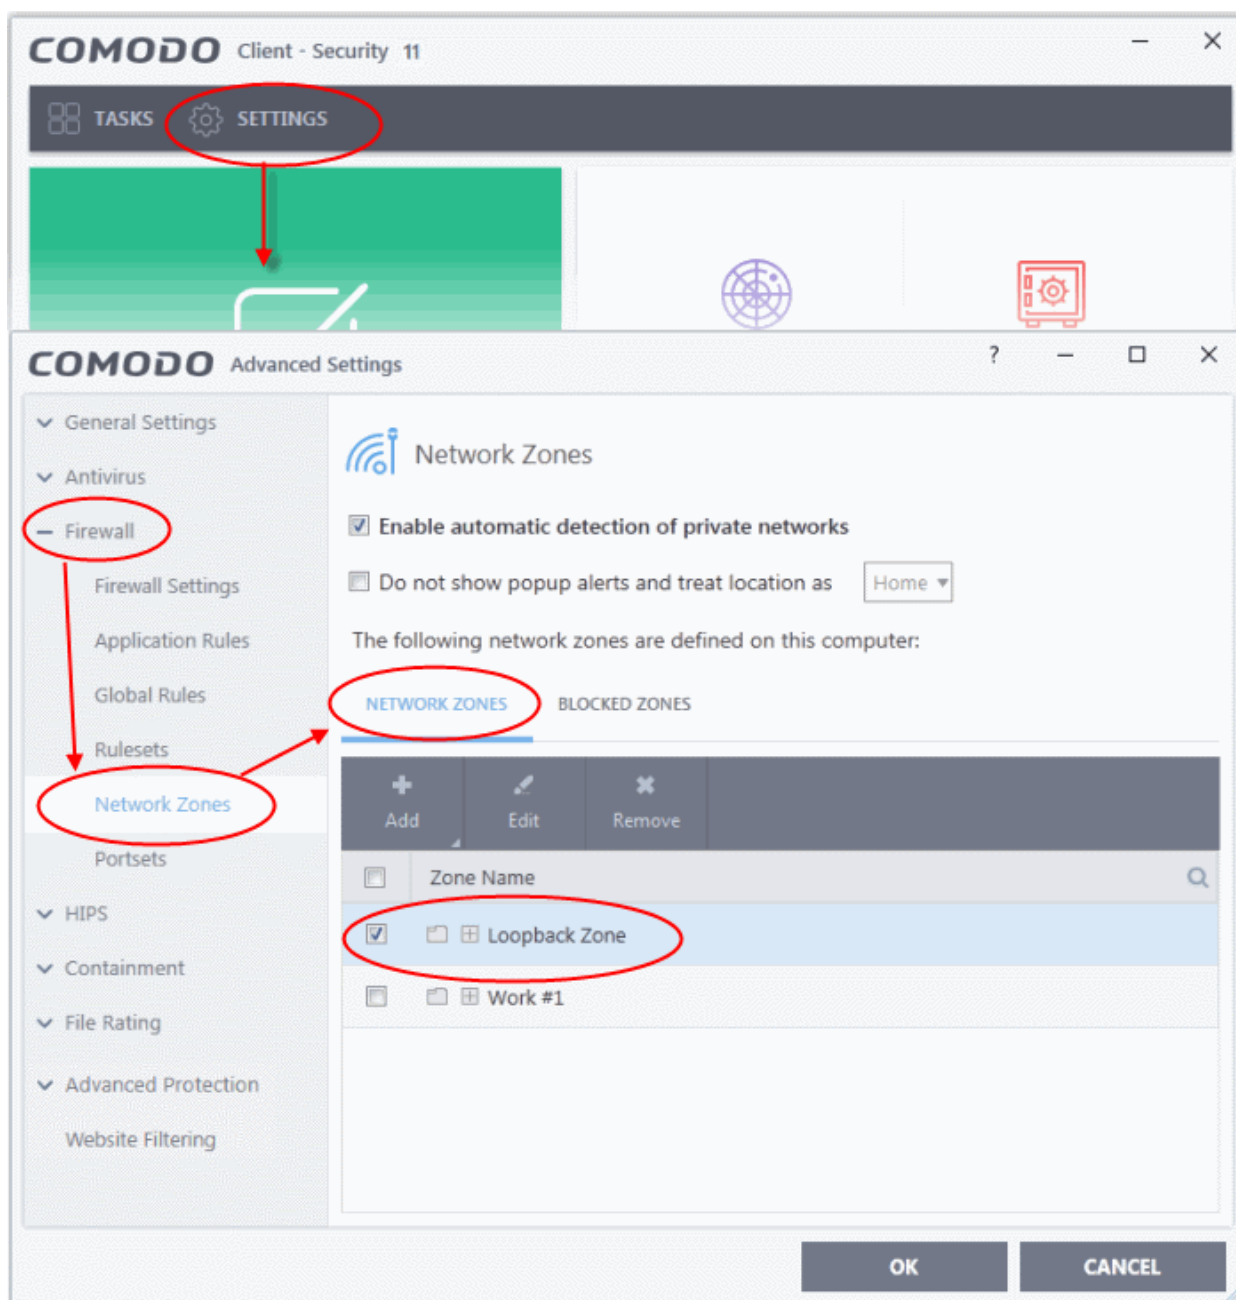 COMODO Client - Security 11
TASKS SETTINGS
COMODO Advanced Settings ?
General Settings
Antivirus
Firewall
Firewall Settings
Application Rules
Global Rules
Rulesets
Network Zones
Portsets
HIPS
Containment
File Rating
Advanced Protection
Website Filtering
Network Zones
Enable automatic detection of private networks
Do not show popup alerts and treat location as Home
The following network zones are defined on this computer:
NETWORK ZONES BLOCKED ZONES
Add Edit Remove
Zone Name
Loopback Zone
Work #1
OK CANCEL